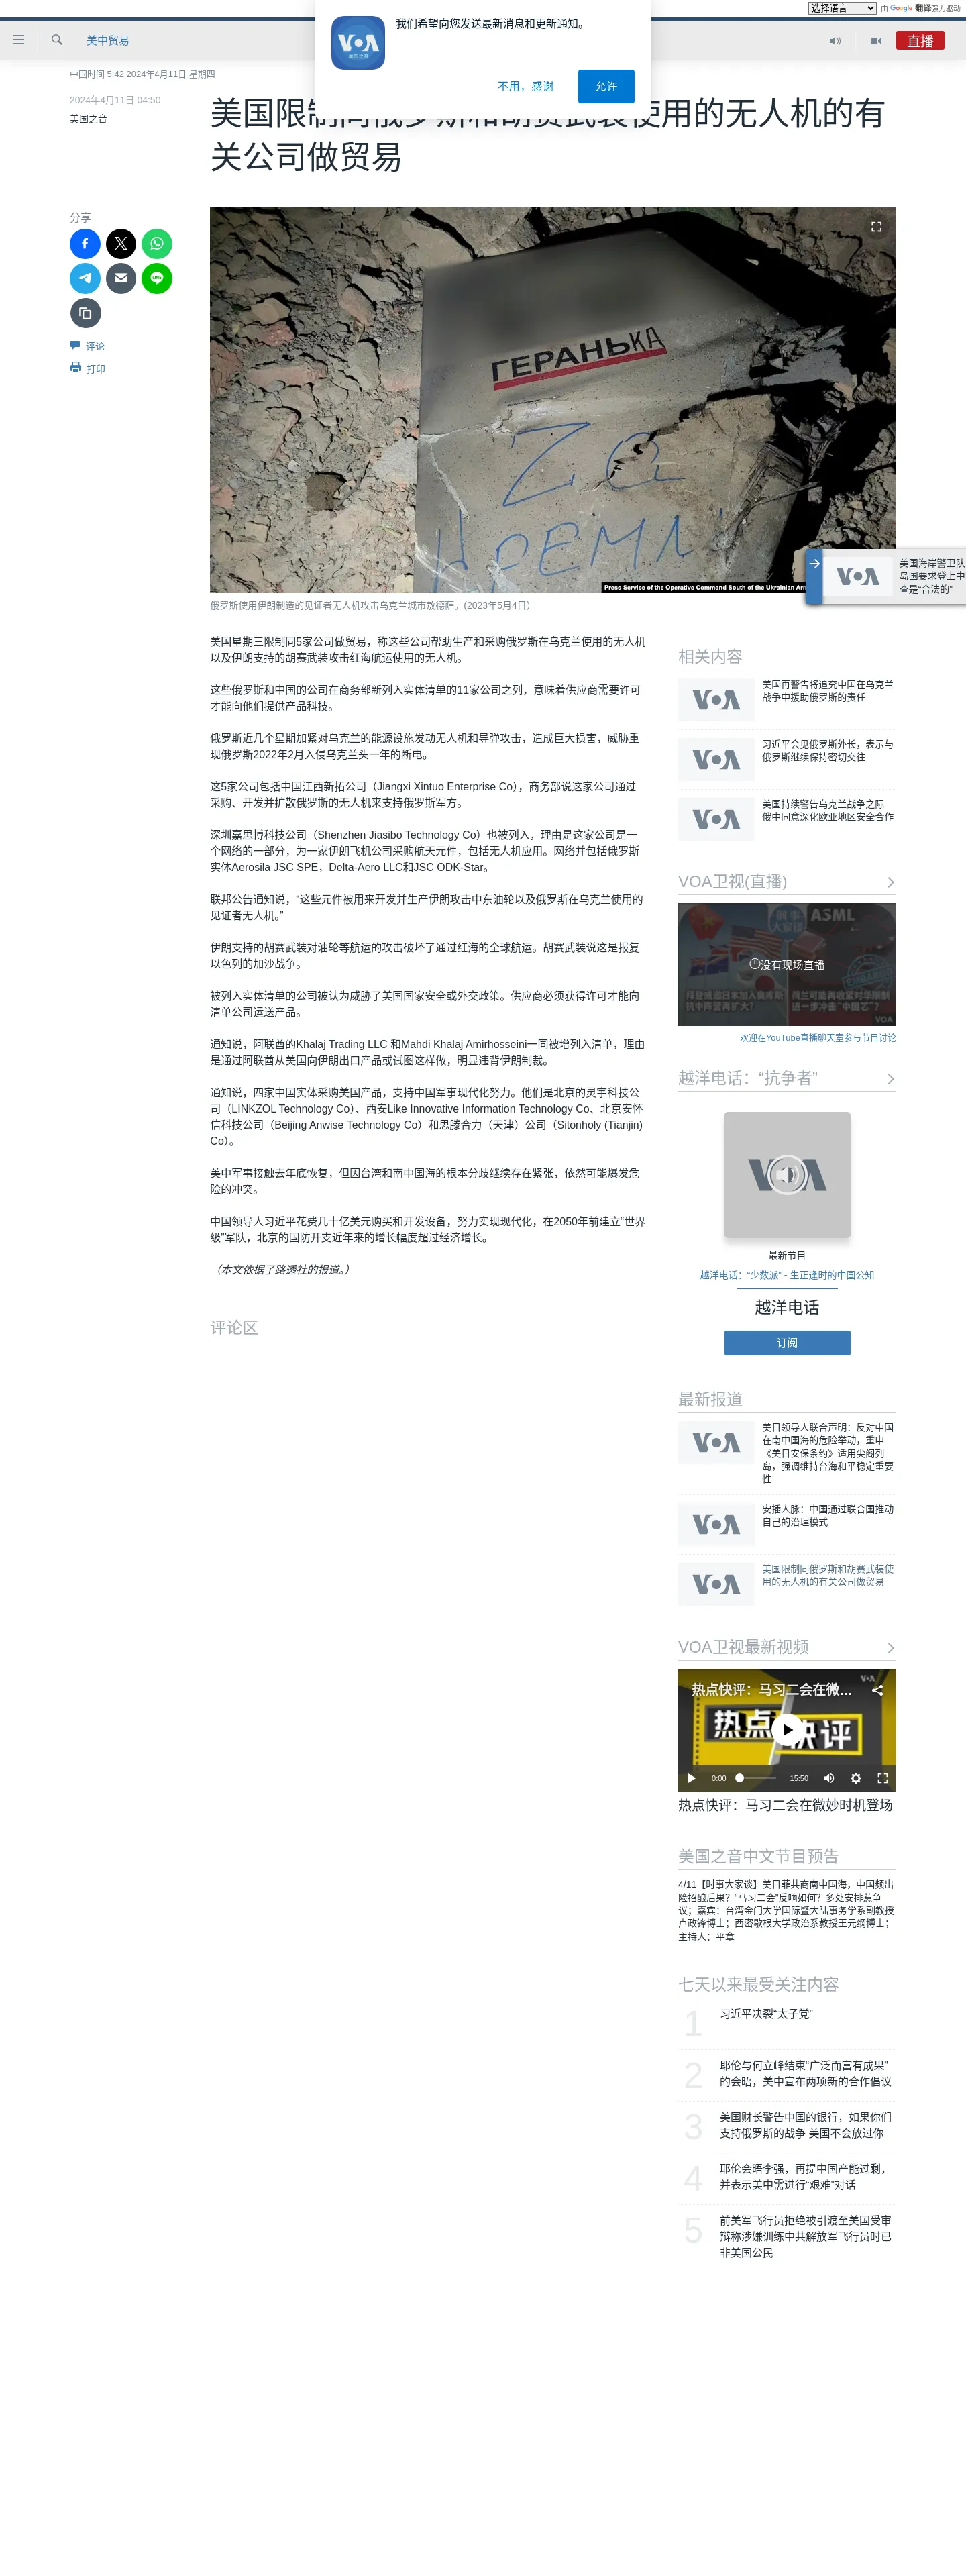 选择语言
由 Google 翻译强力驱动
我们希望向您发送最新消息和更新通知。
VOA
美国之音
不用，感谢
允许
美中贸易
直播
中国时间 5:42 2024年4月11日 星期四
2024年4月11日 04:50
美国之音
美国限制同俄罗斯和胡赛武装使用的无人机的有
关公司做贸易
分享
评论
打印
ГЕРАНЬКА
Press Service of the Operative Command South of the Ukrainian
俄罗斯使用伊朗制造的见证者无人机攻击乌克兰城市敖德萨。(2023年5月4日）
美国海岸警卫队
岛国要求登上中
查是“合法的”
美国星期三限制同5家公司做贸易，称这些公司帮助生产和采购俄罗斯在乌克兰使用的无人机
以及伊朗支持的胡赛武装攻击红海航运使用的无人机。
这些俄罗斯和中国的公司在商务部新列入实体清单的11家公司之列，意味着供应商需要许可
才能向他们提供产品科技。
俄罗斯近几个星期加紧对乌克兰的能源设施发动无人机和导弹攻击，造成巨大损害，威胁重
现俄罗斯2022年2月入侵乌克兰头一年的断电。
这5家公司包括中国江西新拓公司（Jiangxi Xintuo Enterprise Co），商务部说这家公司通过
采购、开发并扩散俄罗斯的无人机来支持俄罗斯军方。
深圳嘉思博科技公司（Shenzhen Jiasibo Technology Co）也被列入，理由是这家公司是一
个网络的一部分，为一家伊朗飞机公司采购航天元件，包括无人机应用。网络并包括俄罗斯
实体Aerosila JSC SPE，Delta-Aero LLC和JSC ODK-Star。
联邦公告通知说，“这些元件被用来开发并生产伊朗攻击中东油轮以及俄罗斯在乌克兰使用的
见证者无人机。”
伊朗支持的胡赛武装对油轮等航运的攻击破坏了通过红海的全球航运。胡赛武装说这是报复
以色列的加沙战争。
被列入实体清单的公司被认为威胁了美国国家安全或外交政策。供应商必须获得许可才能向
清单公司运送产品。
通知说，阿联酋的Khalaj Trading LLC 和Mahdi Khalaj Amirhosseini一同被增列入清单，理由
是通过阿联酋从美国向伊朗出口产品或试图这样做，明显违背伊朗制裁。
通知说，四家中国实体采购美国产品，支持中国军事现代化努力。他们是北京的灵宇科技公
司（LINKZOL Technology Co）、西安Like Innovative Information Technology Co、北京安怀
信科技公司（Beijing Anwise Technology Co）和思滕合力（天津）公司（Sitonholy (Tianjin)
Co）。
美中军事接触去年底恢复，但因台湾和南中国海的根本分歧继续存在紧张，依然可能爆发危
险的冲突。
中国领导人习近平花费几十亿美元购买和开发设备，努力实现现代化，在2050年前建立“世界
级”军队，北京的国防开支近年来的增长幅度超过经济增长。
（本文依据了路透社的报道。）
评论区
相关内容
VOA
美国再警告将追究中国在乌克兰
战争中援助俄罗斯的责任
VOA
习近平会见俄罗斯外长，表示与
俄罗斯继续保持密切交往
VOA
美国持续警告乌克兰战争之际
俄中同意深化欧亚地区安全合作
VOA卫视(直播)
没有现场直播
欢迎在YouTube直播聊天室参与节目讨论
越洋电话：“抗争者”
VOA
最新节目
越洋电话：“少数派” - 生正逢时的中国公知
越洋电话
订阅
最新报道
VOA
美日领导人联合声明：反对中国
在南中国海的危险举动，重申
《美日安保条约》适用尖阁列
岛，强调维持台海和平稳定重要
性
VOA
安插人脉：中国通过联合国推动
自己的治理模式
VOA
美国限制同俄罗斯和胡赛武装使
用的无人机的有关公司做贸易
VOA卫视最新视频
热点快评：马习二会在微...
热点快评
0:00
15:50
热点快评：马习二会在微妙时机登场
美国之音中文节目预告
4/11【时事大家谈】美日菲共商南中国海，中国频出
险招酿后果？“马习二会”反响如何？多处安排惹争
议；嘉宾：台湾金门大学国际暨大陆事务学系副教授
卢政锋博士；西密歇根大学政治系教授王元纲博士；
主持人：平章
七天以来最受关注内容
1
习近平决裂“太子党”
2
耶伦与何立峰结束“广泛而富有成果”
的会晤，美中宣布两项新的合作倡议
3
美国财长警告中国的银行，如果你们
支持俄罗斯的战争 美国不会放过你
4
耶伦会晤李强，再提中国产能过剩，
并表示美中需进行“艰难”对话
5
前美军飞行员拒绝被引渡至美国受审
辩称涉嫌训练中共解放军飞行员时已
非美国公民